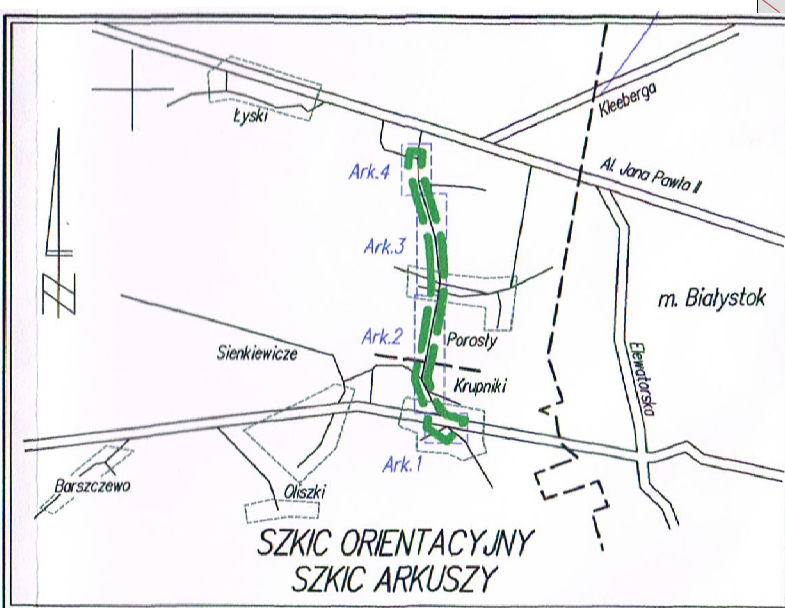 Kleeberga
Łyski
Ark.4
Al. Jana Pawła II
Ark.3
m. Białystok
Ark.2
Porosły
Sienkiewicze
Elewatorska
Krupniki
Ark.1
Barszczewo
Oliszki
SZKIC ORIENTACYJNY
SZKIC ARKUSZY